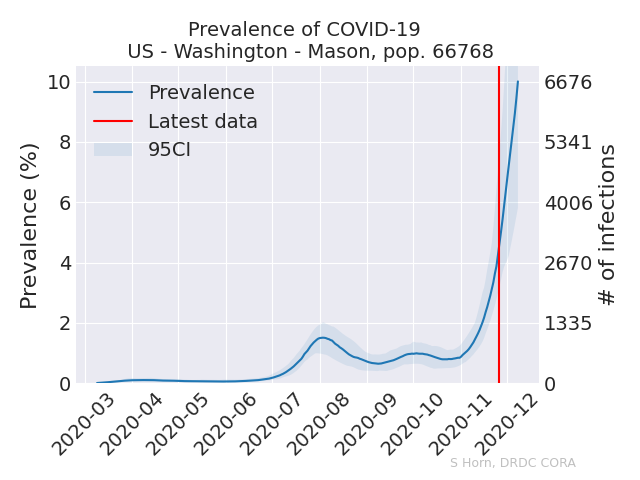 Prevalence of COVID-19
US - Washington - Mason, pop. 66768
Prevalence
Latest data
95CI
Prevalence (%)
10
8
6
4
2
0
6676
5341
4006
2670
1335
0
# of infections
2020-03
2020-04
2020-05
2020-06
2020-07
2020-08
2020-09
2020-10
2020-11
2020-12
S Horn, DRDC CORA